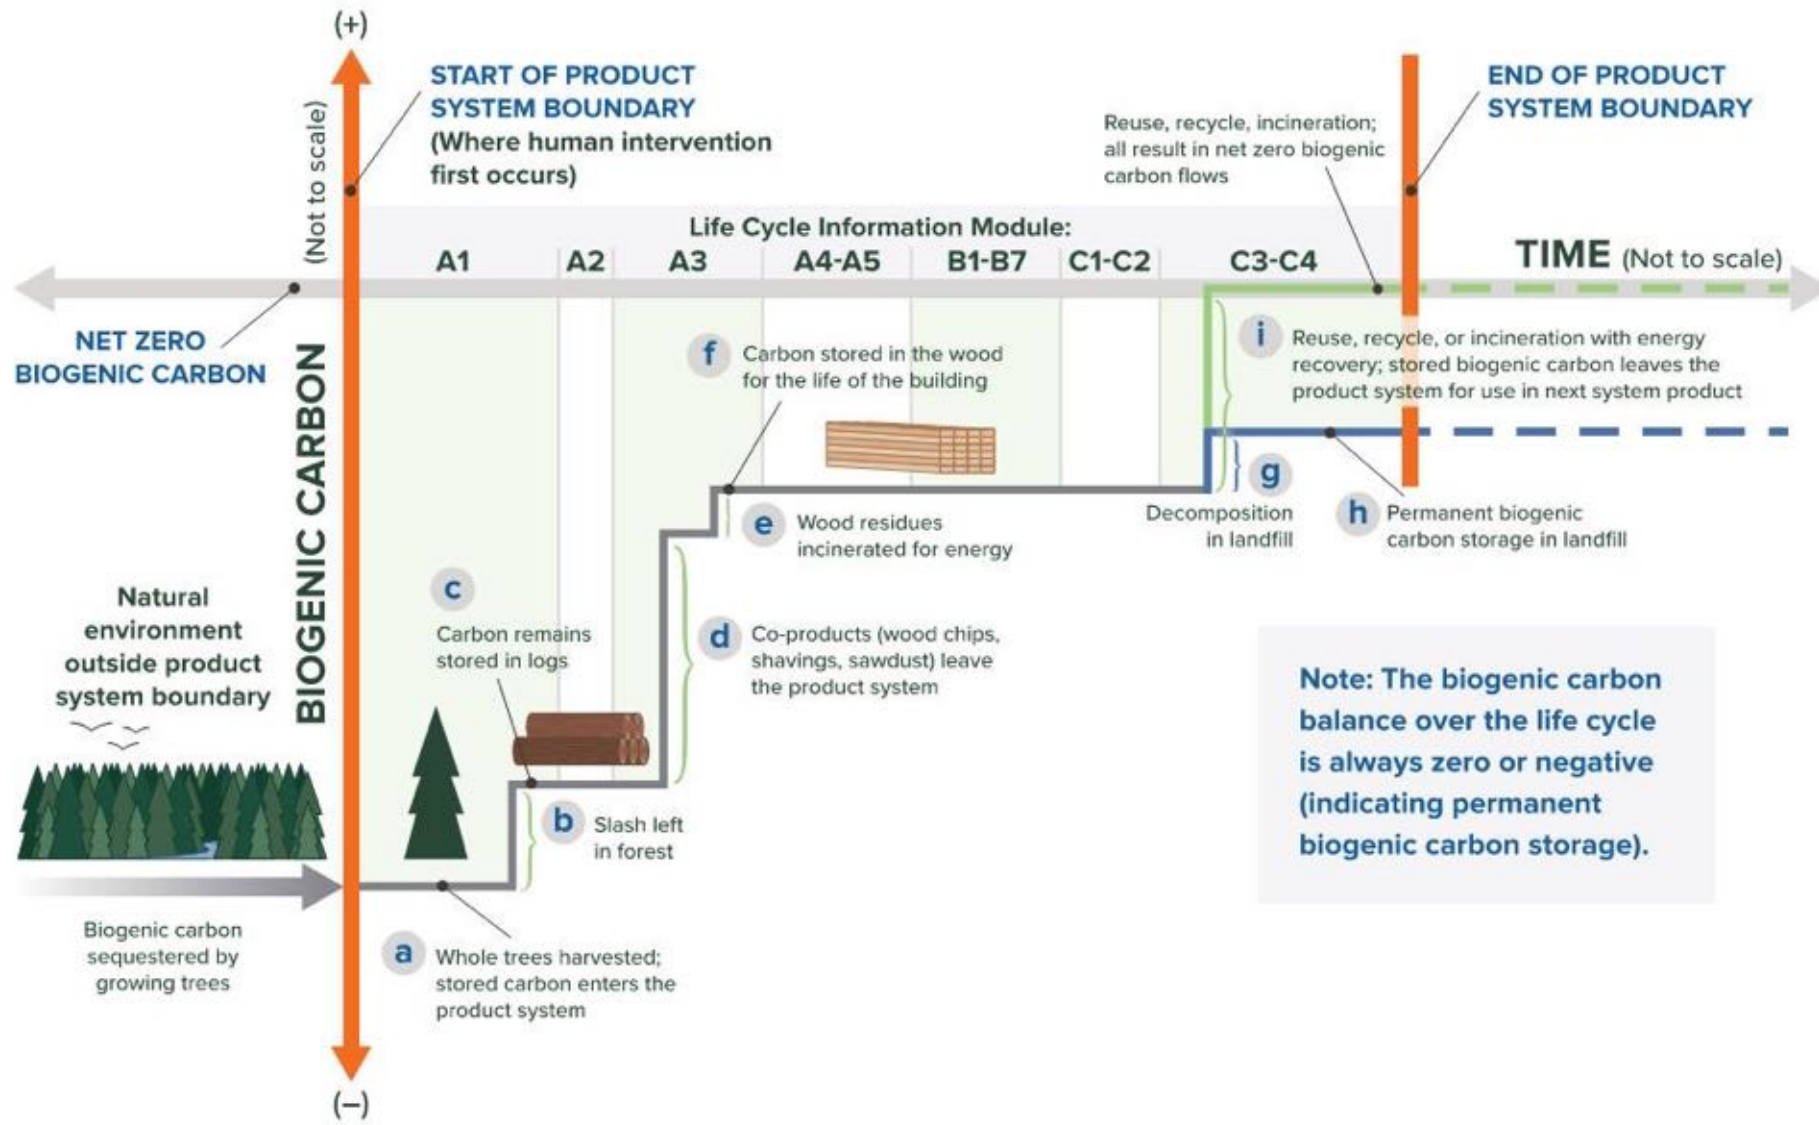 (+)
START OF PRODUCT
SYSTEM BOUNDARY
(Where human intervention
first occurs)
END OF PRODUCT
SYSTEM BOUNDARY
Reuse, recycle, incineration;
all result in net zero biogenic
carbon flows
(Not to scale)
Life Cycle Information Module:
A1 A2 A3 A4-A5 B1-B7 C1-C2 C3-C4
TIME (Not to scale)
NET ZERO
BIOGENIC CARBON
BIOGENIC CARBON
f Carbon stored in the wood
for the life of the building
i Reuse, recycle, or incineration with energy
recovery; stored biogenic carbon leaves the
product system for use in next system product
g
Decomposition
in landfill
h Permanent biogenic
carbon storage in landfill
e Wood residues
incinerated for energy
c
Carbon remains
stored in logs
d Co-products (wood chips,
shavings, sawdust) leave
the product system
Natural
environment
outside product
system boundary
b Slash left
in forest
Note: The biogenic carbon
balance over the life cycle
is always zero or negative
(indicating permanent
biogenic carbon storage).
Biogenic carbon
sequestered by
growing trees
a Whole trees harvested;
stored carbon enters the
product system
(–)